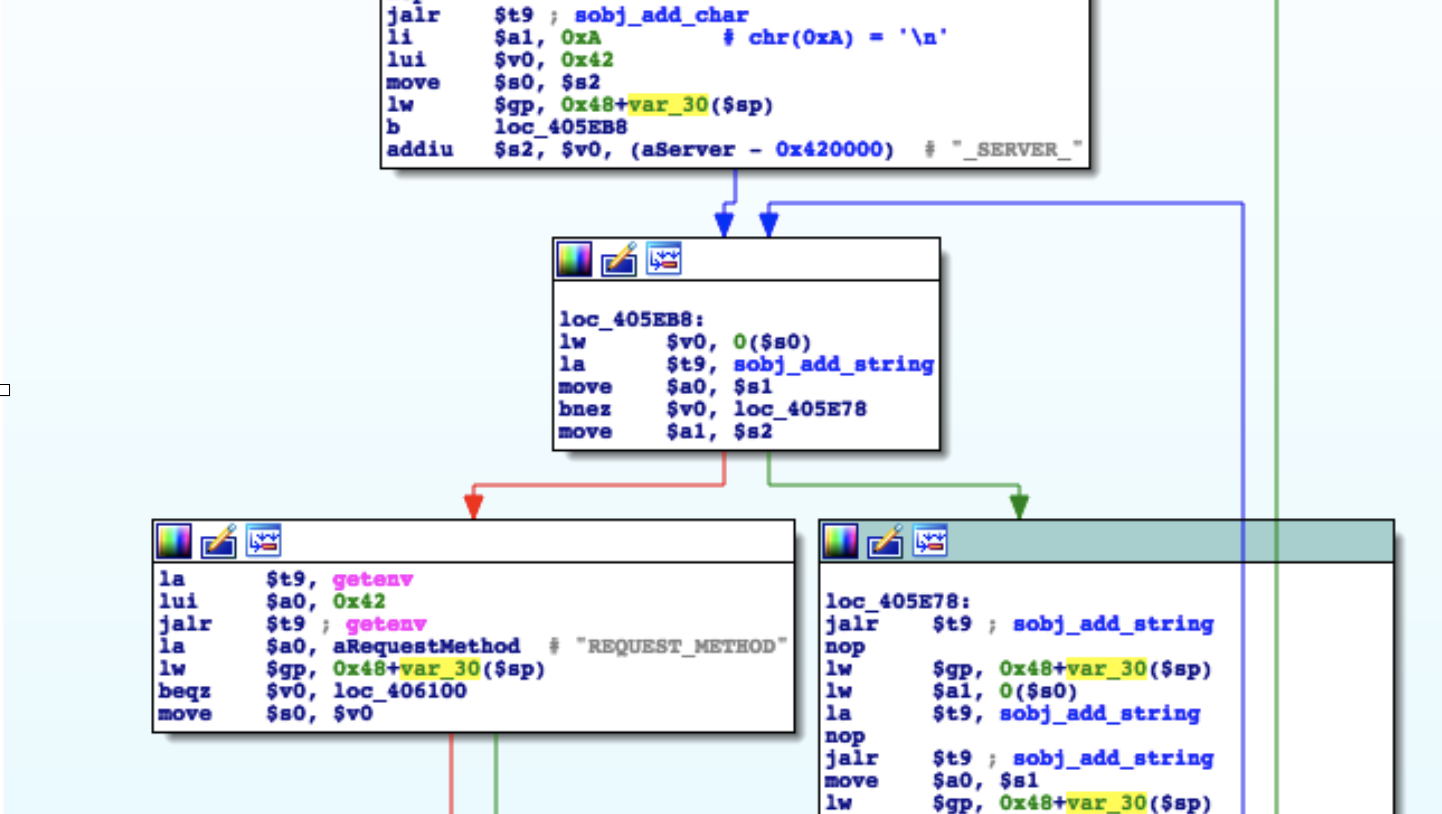 jalr $t9 ; sobj_add_char
li $a1, 0xA # chr(0xA) = '\n'
lui $v0, 0x42
move $s0, $s2
lw $gp, 0x48+var_30($sp)
b loc_405EB8
addiu $s2, $v0, (aServer - 0x420000) # "_SERVER_"
loc_405EB8:
lw $v0, 0($s0)
la $t9, sobj_add_string
move $a0, $s1
bnez $v0, loc_405E78
move $a1, $s2
la $t9, getenv
lui $a0, 0x42
jalr $t9 ; getenv
la $a0, aRequestMethod # "REQUEST_METHOD"
lw $gp, 0x48+var_30($sp)
beqz $v0, loc_406100
move $s0, $v0
loc_405E78:
jalr $t9 ; sobj_add_string
nop
lw $gp, 0x48+var_30($sp)
lw $a1, 0($s0)
la $t9, sobj_add_string
nop
jalr $t9 ; sobj_add_string
move $a0, $s1
lw $gp, 0x48+var_30($sp)